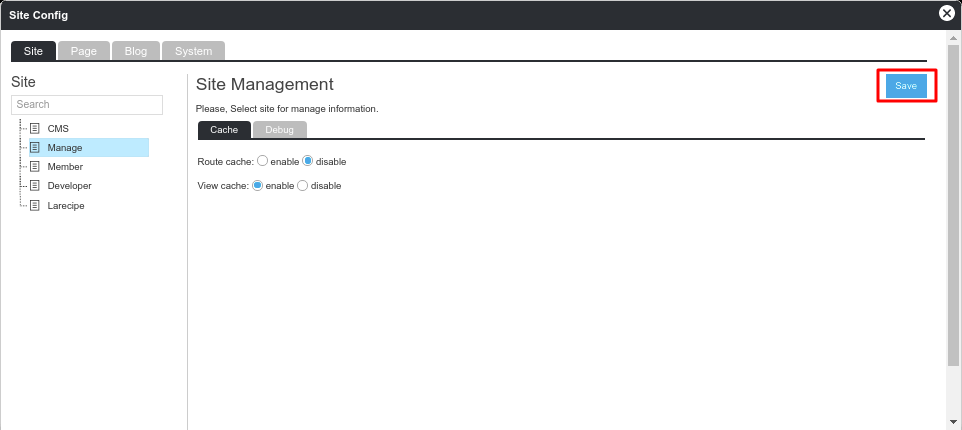 Site Config
Site Page Blog System
Site
Search
CMS
Manage
Member
Developer
Larecipe
Site Management
Save
Please, Select site for manage information.
Cache Debug
Route cache: enable disable
View cache: enable disable